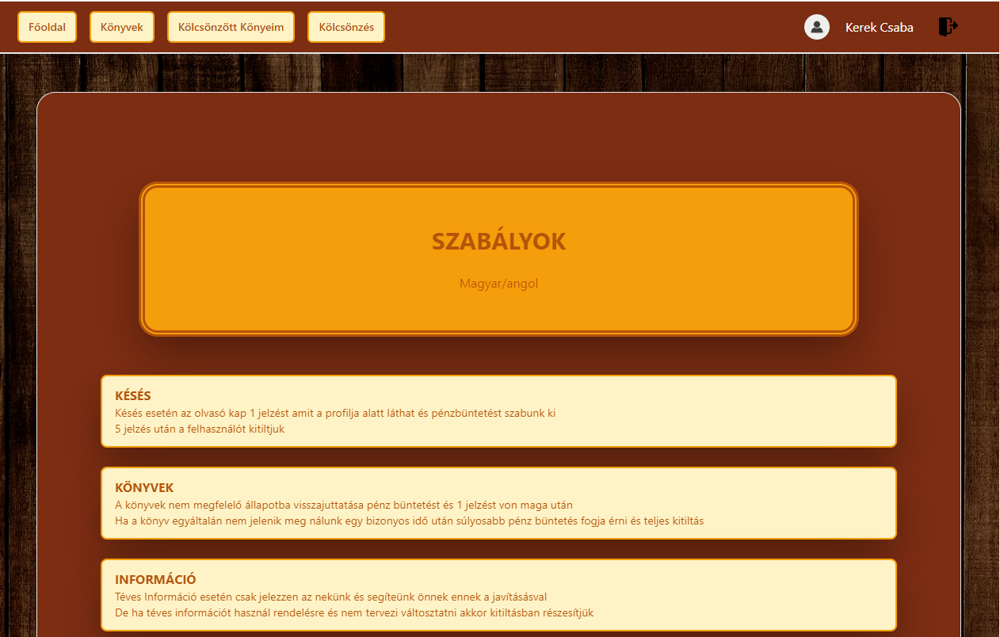 Főoldal
Könyvek
Kölcsönzött Könyeim
Kölcsönzés
Kerek Csaba
SZABÁLYOK
Magyar/angol
KÉSÉS
Késés esetén az olvasó kap 1 jelzést amit a profilja alatt láthat és pénzbüntetést szabunk ki
5 jelzés után a felhasználót kitiltjuk
KÖNYVEK
A könyvek nem megfelelő állapotba visszajuttatása pénz büntetést és 1 jelzést von maga után
Ha a könyv egyáltalán nem jelenik meg nálunk egy bizonyos idő után súlyosabb pénz büntetés fogja érni és teljes kitiltás
INFORMÁCIÓ
Téves Információ esetén csak jelezzen az nekünk és segíteünk önnek ennek a javításásval
De ha téves információt használ rendelésre és nem tervezi változtatni akkor kitiltásban részesítjük